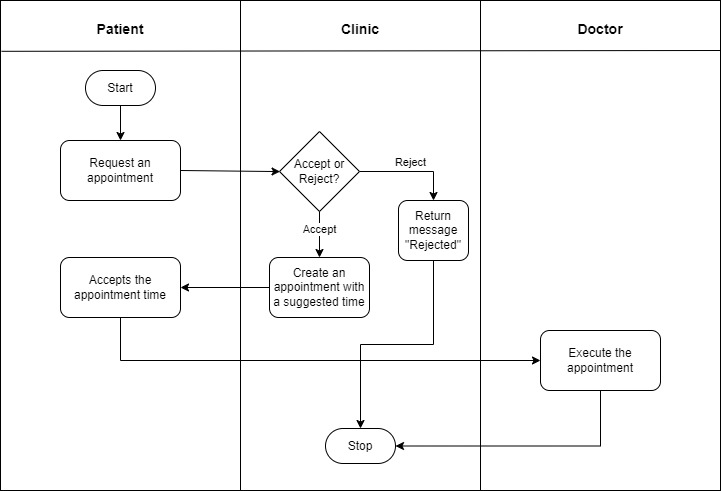 Patient
Clinic
Doctor
Start
Request an
appointment
Accept or
Reject?
Reject
Accept
Return
message
"Rejected"
Accepts the
appointment time
Create an
appointment with
a suggested time
Execute the
appointment
Stop